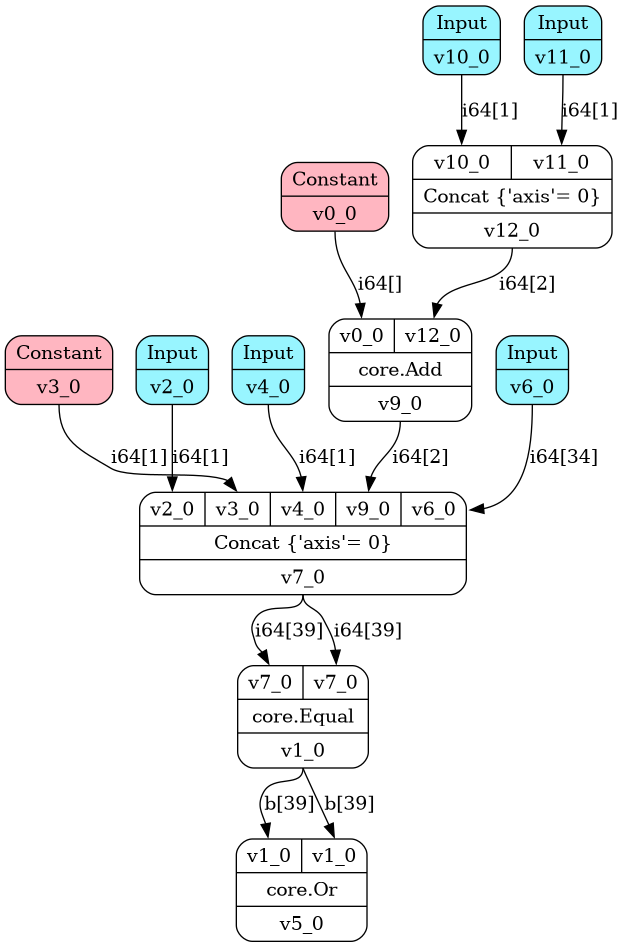 Input
v10_0
Input
v11_0
i64[1]
i64[1]
v10_0 v11_0
Concat {'axis'= 0}
v12_0
Constant
v0_0
i64[]
i64[2]
v0_0 v12_0
core.Add
v9_0
Constant
v3_0
Input
v2_0
Input
v4_0
Input
v6_0
i64[1]
i64[1]
i64[1]
i64[2]
i64[34]
v2_0 v3_0 v4_0 v9_0 v6_0
Concat {'axis'= 0}
v7_0
i64[39]
i64[39]
v7_0 v7_0
core.Equal
v1_0
b[39]
b[39]
v1_0 v1_0
core.Or
v5_0